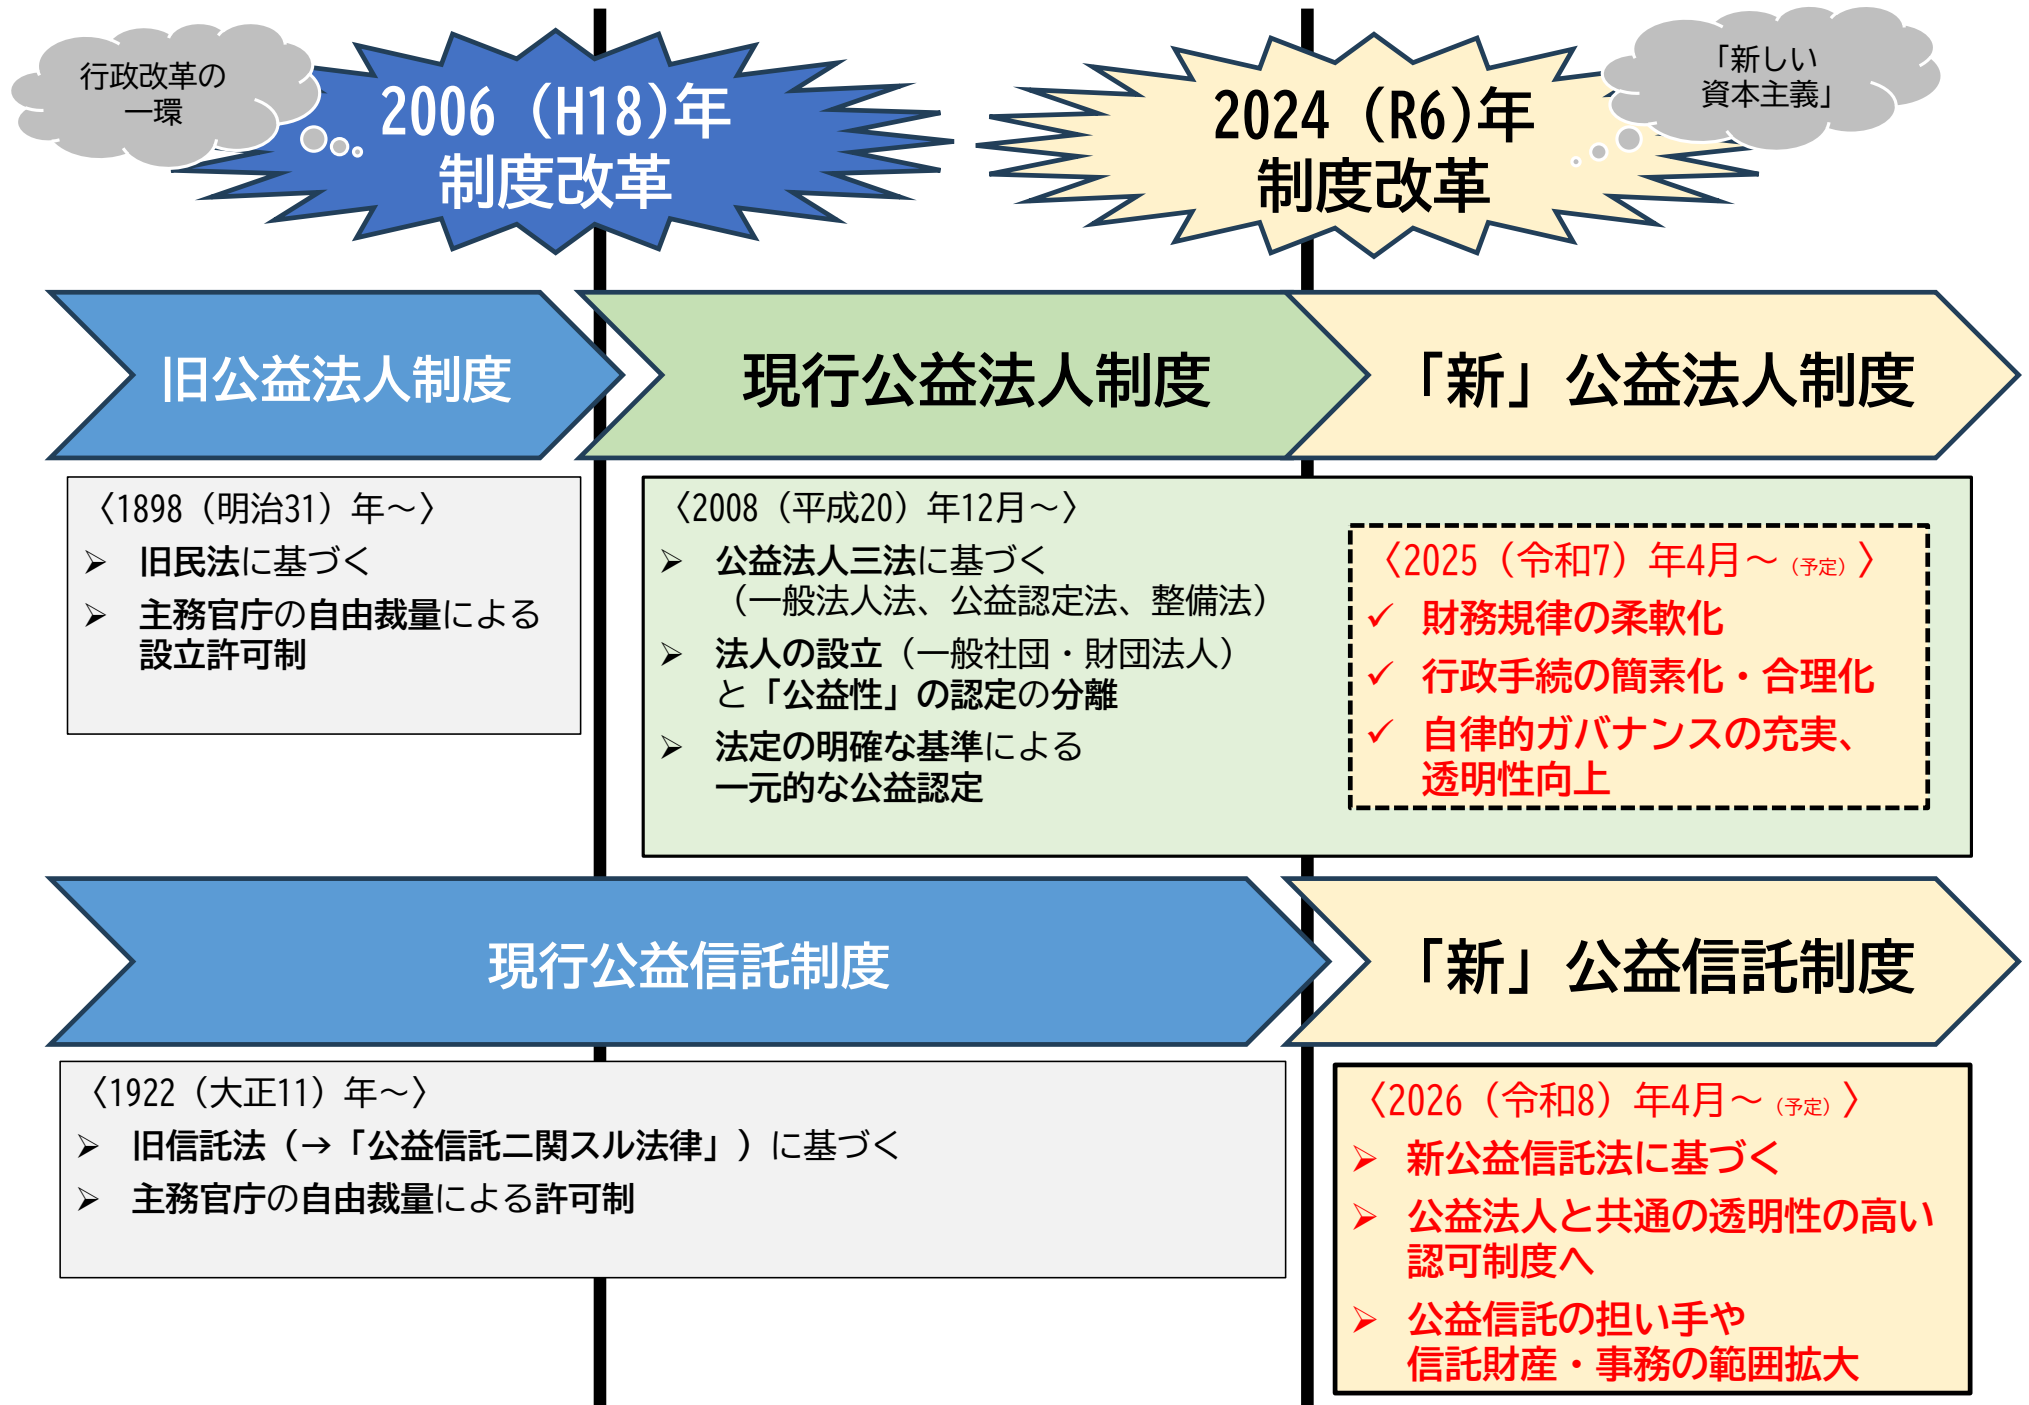 行政改革の
一環
2006（H18)年
制度改革
2024（R6)年
制度改革
「新しい
資本主義」
旧公益法人制度
現行公益法人制度
「新」公益法人制度
〈1898（明治31）年～〉
➢ 旧民法に基づく
➢ 主務官庁の自由裁量による
設立許可制
〈2008（平成20）年12月～〉
➢ 公益法人三法に基づく
（一般法人法、公益認定法、整備法）
➢ 法人の設立（一般社団・財団法人）
と「公益性」の認定の分離
➢ 法定の明確な基準による
一元的な公益認定
〈2025（令和7）年4月～（予定）〉
✓ 財務規律の柔軟化
✓ 行政手続の簡素化・合理化
✓ 自律的ガバナンスの充実、
透明性向上
現行公益信託制度
「新」公益信託制度
〈1922（大正11）年～〉
➢ 旧信託法（→「公益信託ニ関スル法律」）に基づく
➢ 主務官庁の自由裁量による許可制
〈2026（令和8）年4月～（予定）〉
➢ 新公益信託法に基づく
➢ 公益法人と共通の透明性の高い
認可制度へ
➢ 公益信託の担い手や
信託財産・事務の範囲拡大